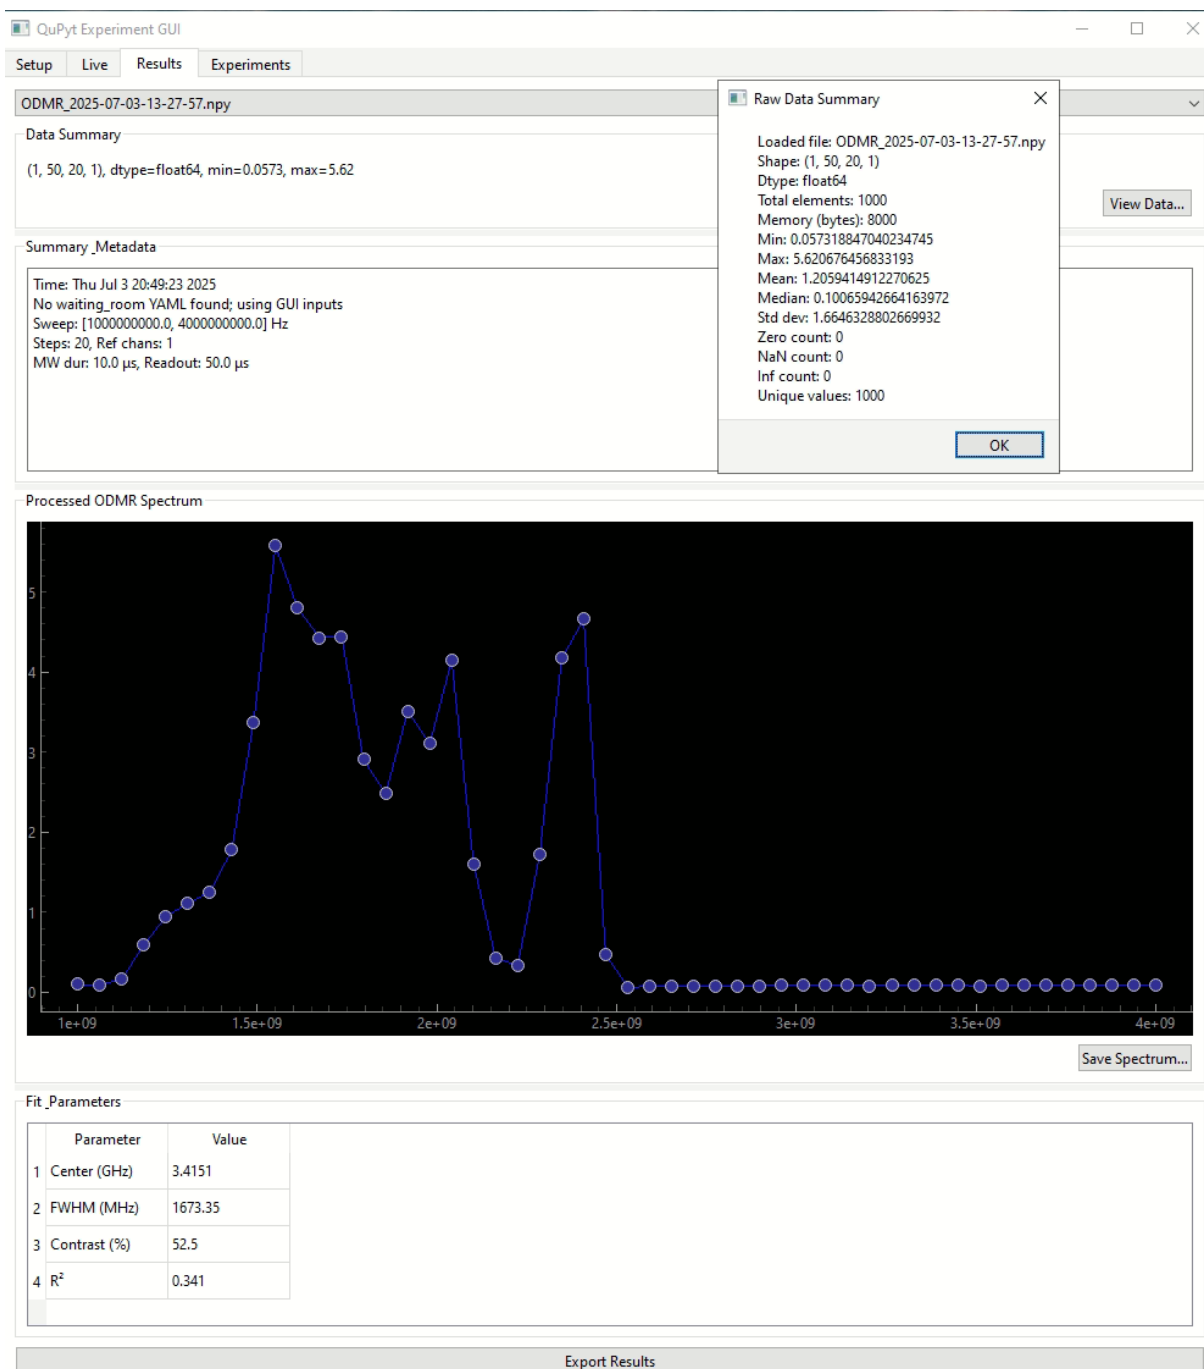 QuPyt Experiment GUI
Setup Live Results Experiments
ODMR_2025-07-03-13-27-57.npy
Data Summary
(1, 50, 20, 1), dtype=float64, min=0.0573, max=5.62
View Data...
Summary _Metadata
Time: Thu Jul 3 20:49:23 2025
No waiting_room YAML found; using GUI inputs
Sweep: [1000000000.0, 4000000000.0] Hz
Steps: 20, Ref chans: 1
MW dur: 10.0 µs, Readout: 50.0 µs
Raw Data Summary
Loaded file: ODMR_2025-07-03-13-27-57.npy
Shape: (1, 50, 20, 1)
Dtype: float64
Total elements: 1000
Memory (bytes): 8000
Min: 0.057318847040234745
Max: 5.620676456833193
Mean: 1.2059414912270625
Median: 0.10065942664163972
Std dev: 1.6646328802669932
Zero count: 0
NaN count: 0
Inf count: 0
Unique values: 1000
OK
Processed ODMR Spectrum
5
4
3
2
1
0
1e+09 1.5e+09 2e+09 2.5e+09 3e+09 3.5e+09 4e+09
Save Spectrum...
Fit _Parameters
Parameter Value
1 Center (GHz) 3.4151
2 FWHM (MHz) 1673.35
3 Contrast (%) 52.5
4 R² 0.341
Export Results